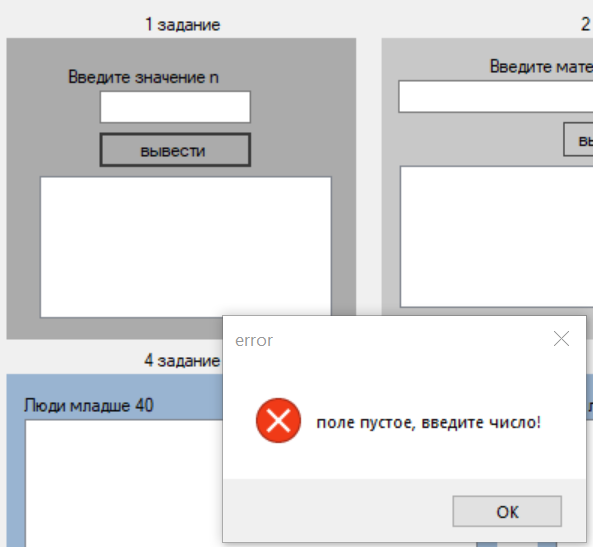 1 задание
2
Введите значение n
Введите мате
вывести
4 задание
Люди младше 40
error
поле пустое, введите число!
OK